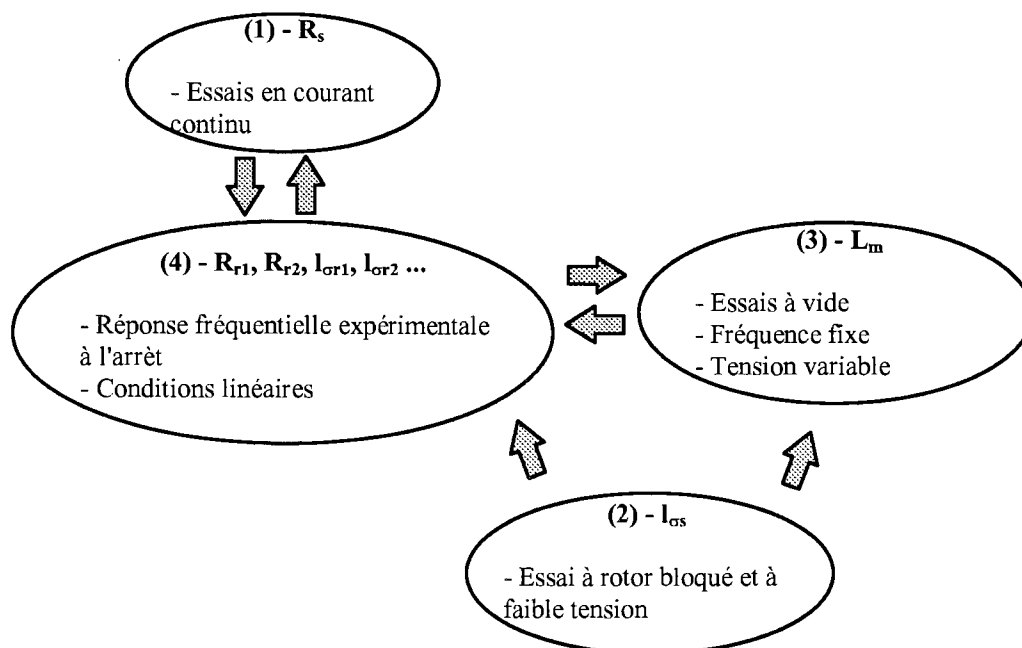 (1) - Rs
- Essais en courant
continu
(4) - Rr1, Rr2, lσr1, lσr2 ...
- Réponse fréquentielle expérimentale
à l'arrèt
- Conditions linéaires
(3) - Lm
- Essais à vide
- Fréquence fixe
- Tension variable
(2) - lσs
- Essai à rotor bloqué et à
faible tension